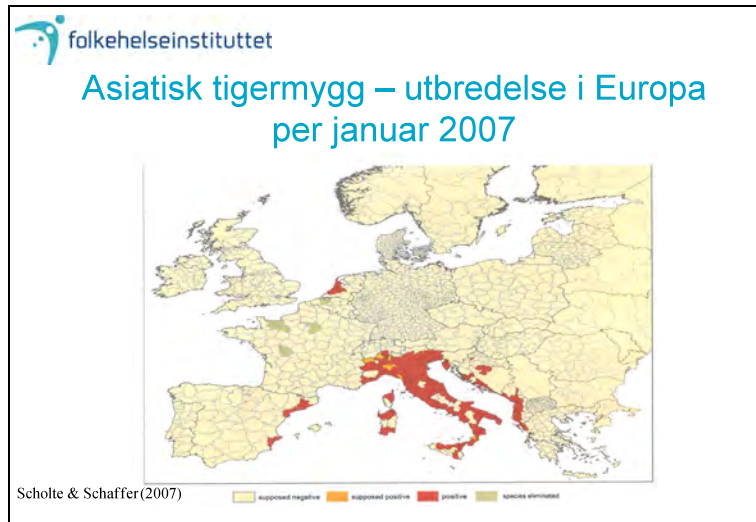 folkehelseinstituttet
Asiatisk tigermygg – utbredelse i Europa
per januar 2007
Scholte & Schaffer (2007)
supposed negative supposed positive positive species eliminated